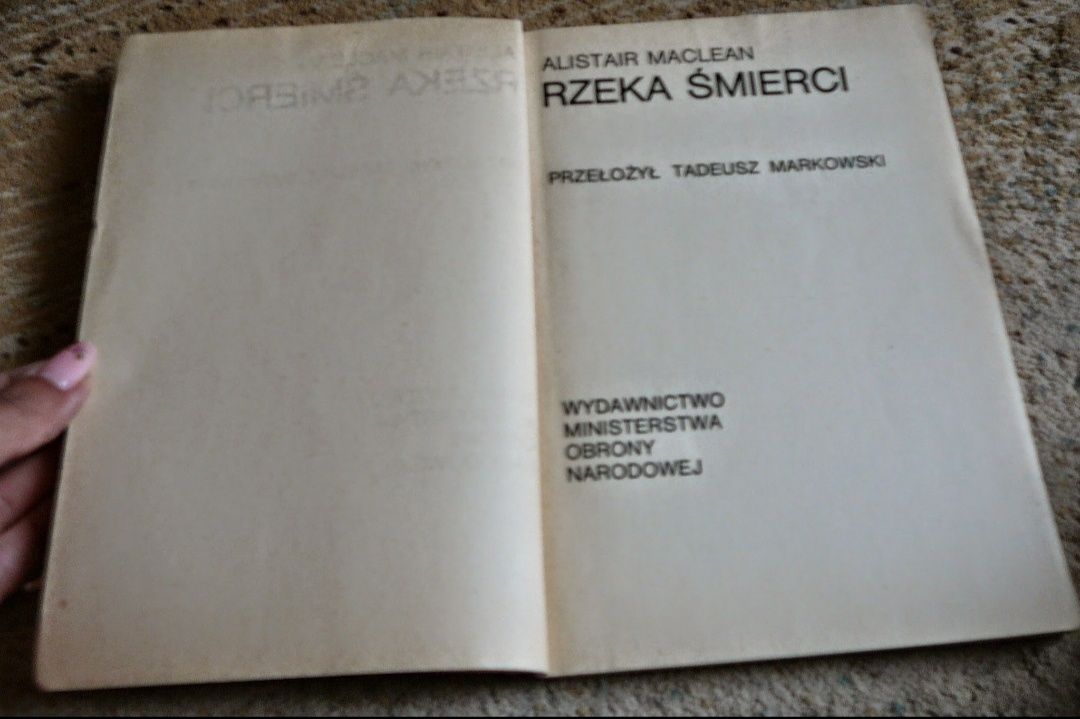 ALISTAIR MACLEAN
RZEKA ŚMIERCI
PRZEŁOŻYŁ TADEUSZ MARKOWSKI
WYDAWNICTWO
MINISTERSTWA
OBRONY
NARODOWEJ